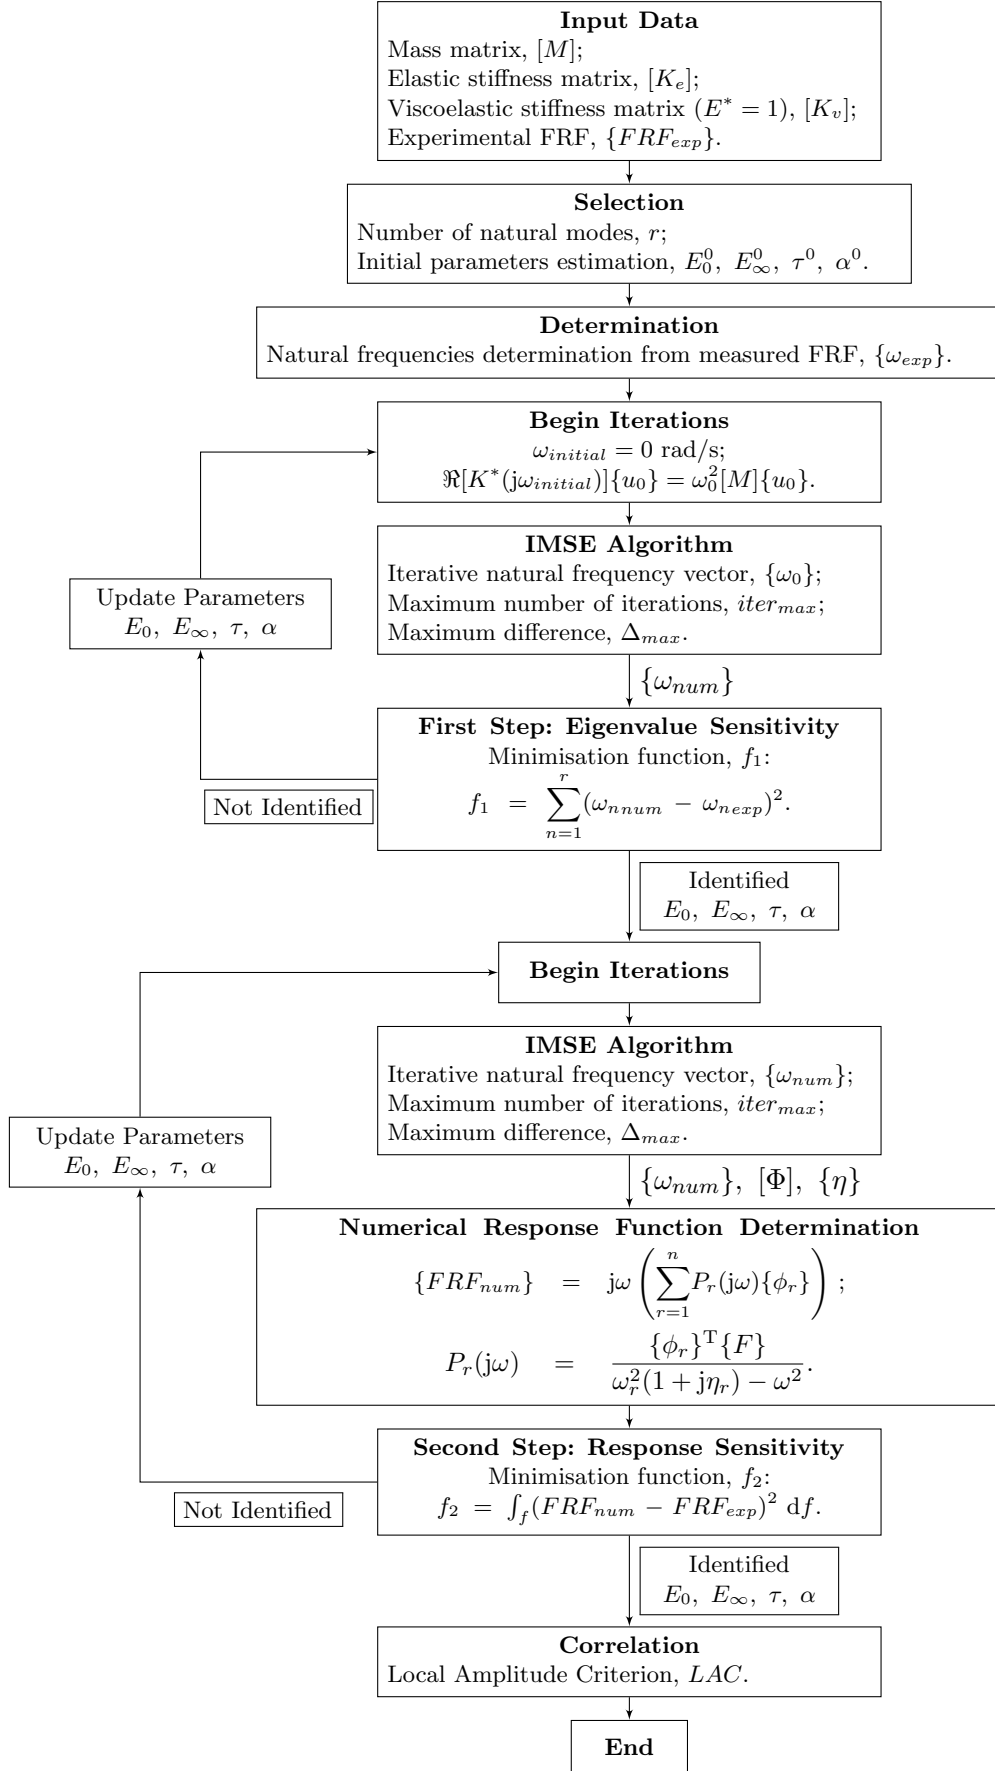 Input Data
Mass matrix, [M];
Elastic stiffness matrix, [K_e];
Viscoelastic stiffness matrix (E* = 1), [K_v];
Experimental FRF, {FRF_exp}.
Selection
Number of natural modes, r;
Initial parameters estimation, E_0^0, E_∞^0, τ^0, α^0.
Determination
Natural frequencies determination from measured FRF, {ω_exp}.
Begin Iterations
ω_initial = 0 rad/s;
ℜ[K*(jω_initial)]{u_0} = ω_0^2[M]{u_0}.
IMSE Algorithm
Iterative natural frequency vector, {ω_0};
Maximum number of iterations, iter_max;
Maximum difference, Δ_max.
Update Parameters
E_0, E_∞, τ, α
{ω_num}
First Step: Eigenvalue Sensitivity
Minimisation function, f_1:
f_1 = ∑_{n=1}^{r} (ω_{n num} − ω_{n exp})^2.
Not Identified
Identified
E_0, E_∞, τ, α
Begin Iterations
IMSE Algorithm
Iterative natural frequency vector, {ω_num};
Maximum number of iterations, iter_max;
Maximum difference, Δ_max.
Update Parameters
E_0, E_∞, τ, α
{ω_num}, [Φ], {η}
Numerical Response Function Determination
{FRF_num} = jω (∑_{r=1}^{n} P_r(jω){φ_r}) ;
P_r(jω) = {φ_r}^T{F} / (ω_r^2(1 + jη_r) − ω^2).
Second Step: Response Sensitivity
Minimisation function, f_2:
f_2 = ∫_f (FRF_num − FRF_exp)^2 df.
Not Identified
Identified
E_0, E_∞, τ, α
Correlation
Local Amplitude Criterion, LAC.
End